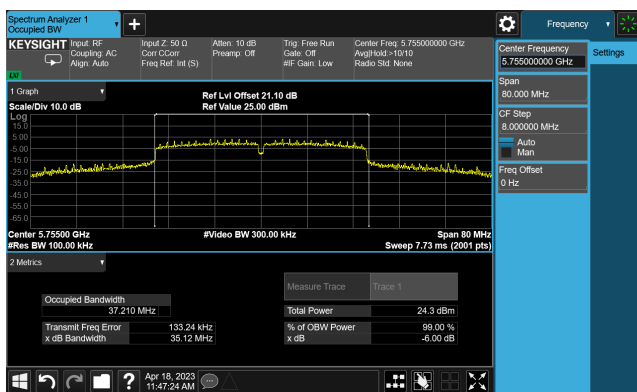 Spectrum Analyzer 1
Occupied BW
Frequency
KEYSIGHT
LXI
Input: RF
Coupling: AC
Align: Auto
Input Z: 50 Ω
Corr CCorr
Freq Ref: Int (S)
Atten: 10 dB
Preamp: Off
Trig: Free Run
Gate: Off
#IF Gain: Low
Center Freq: 5.755000000 GHz
Avg|Hold:>10/10
Radio Std: None
Center Frequency
5.755000000 GHz
Settings
Span
80.000 MHz
CF Step
8.000000 MHz
Auto
Man
Freq Offset
0 Hz
1 Graph
Scale/Div 10.0 dB
Ref Lvl Offset 21.10 dB
Ref Value 25.00 dBm
Log
15.0
5.00
-5.00
-15.0
-25.0
-35.0
-45.0
-55.0
-65.0
Center 5.75500 GHz
#Video BW 300.00 kHz
Span 80 MHz
#Res BW 100.00 kHz
Sweep 7.73 ms (2001 pts)
2 Metrics
Measure Trace
Trace 1
Occupied Bandwidth
37.210 MHz
Total Power
24.3 dBm
Transmit Freq Error
133.24 kHz
% of OBW Power
99.00 %
x dB Bandwidth
35.12 MHz
x dB
-6.00 dB
?
Apr 18, 2023
11:47:24 AM